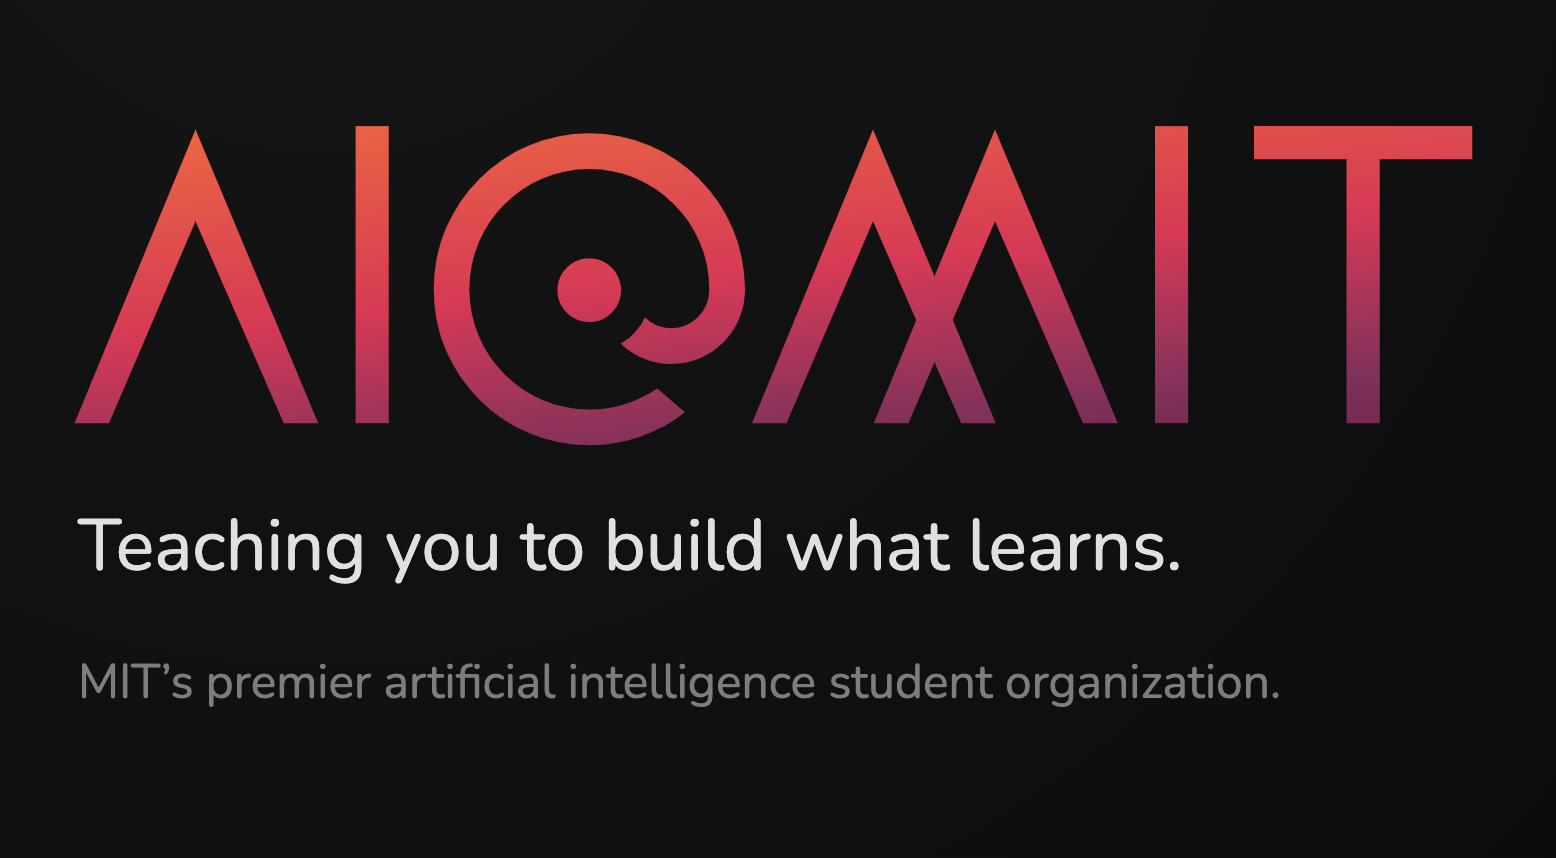 AI@MIT
Teaching you to build what learns.
MIT’s premier artificial intelligence student organization.